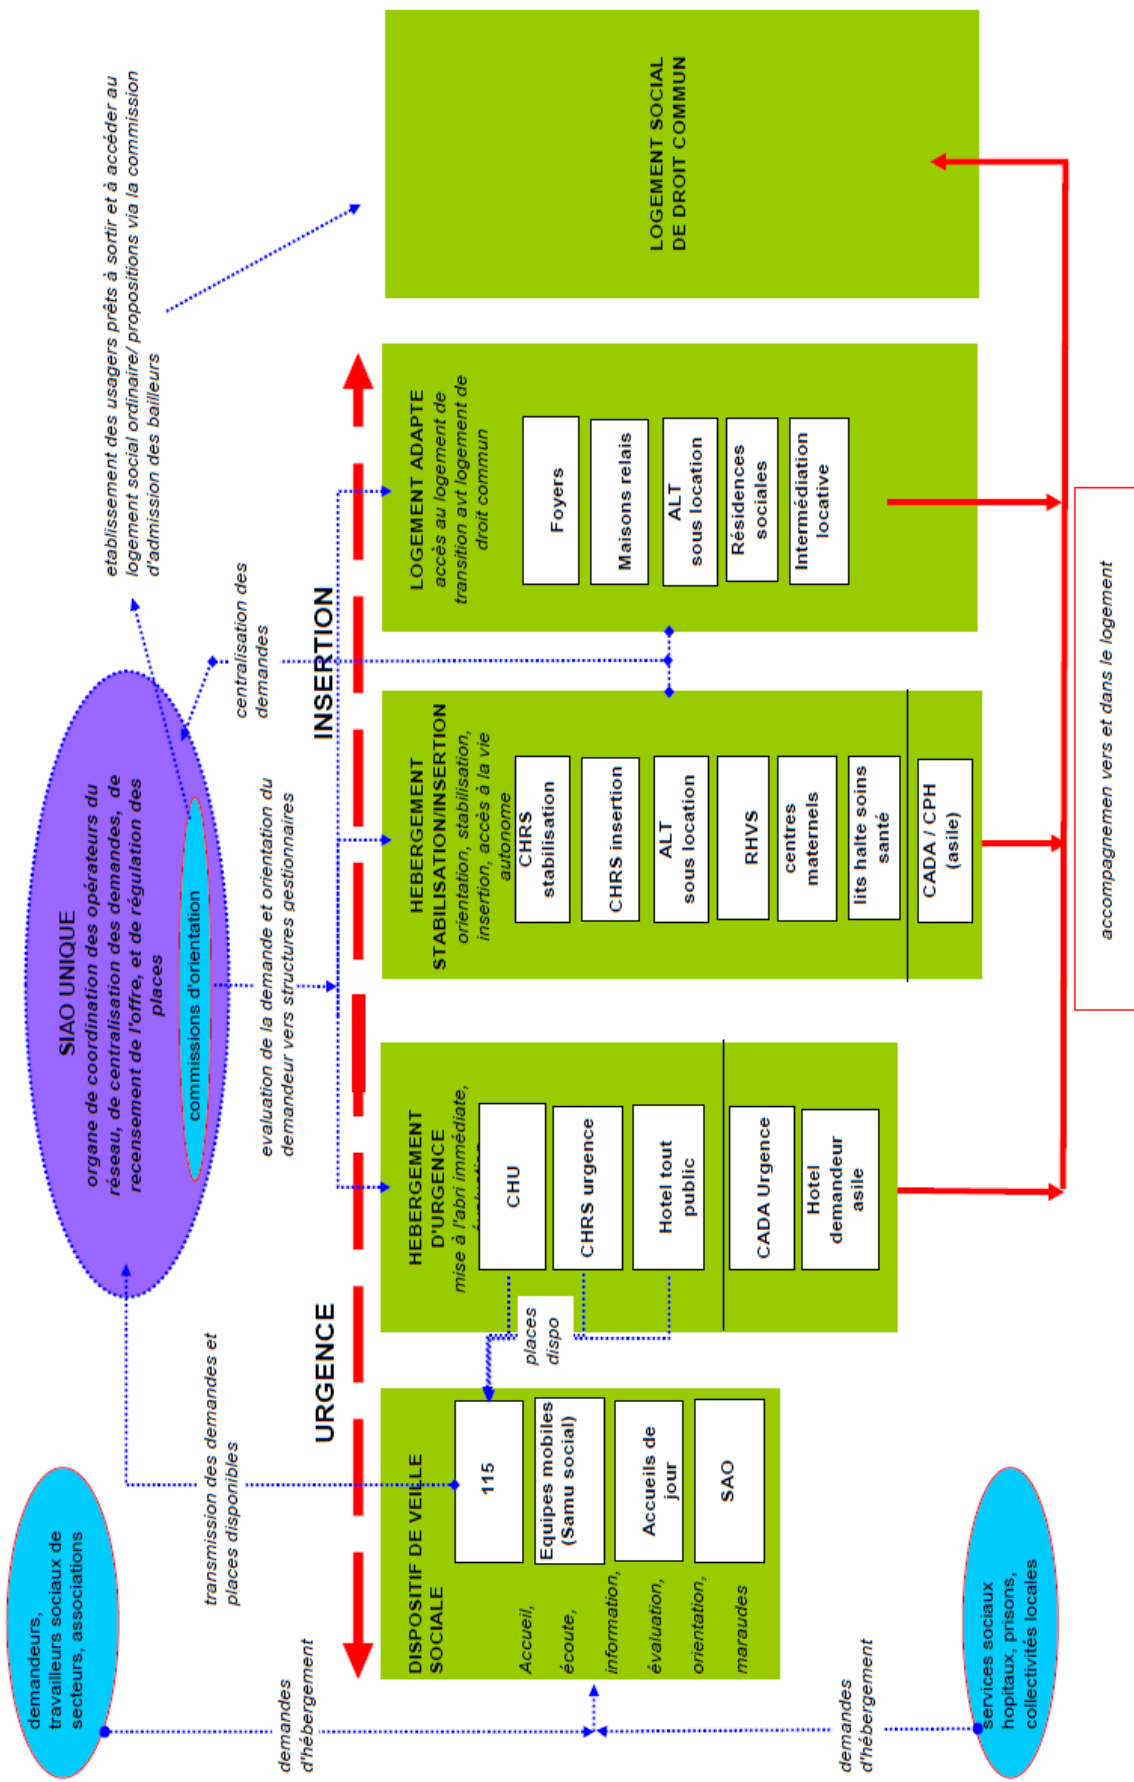 demandeurs,
travailleurs sociaux de
secteurs, associations
SIAO UNIQUE
organe de coordination des opérateurs du
réseau, de centralisation des demandes, de
recensement de l'offre, et de régulation des
places
commissions d'orientation
etablissement des usagers prêts à sortir et à accéder au
logement social ordinaire/ propositions via la commission
d'admission des bailleurs
transmission des demandes et
places disponibles
evaluation de la demande et orientation du
demandeur vers structures gestionnaires
centralisation des
demandes
demandes
d'hébergement
URGENCE
INSERTION
DISPOSITIF DE VEILLE
SOCIALE
Accueil,
écoute,
information,
évaluation,
orientation,
maraudes
115
Equipes mobiles
(Samu social)
Accueils de
jour
SAO
places
dispo
HEBERGEMENT
D'URGENCE
mise à l'abri immédiate,
CHU
CHRS urgence
Hotel tout
public
CADA Urgence
Hotel
demandeur
asile
HEBERGEMENT
STABILISATION/INSERTION
orientation, stabilisation,
insertion, accès à la vie
autonome
CHRS
stabilisation
CHRS insertion
ALT
sous location
RHVS
centres
maternels
lits halte soins
santé
CADA / CPH
(asile)
LOGEMENT ADAPTE
accès au logement de
transition avt logement de
droit commun
Foyers
Maisons relais
ALT
sous location
Résidences
sociales
Intermédiation
locative
LOGEMENT SOCIAL
DE DROIT COMMUN
demandes
d'hébergement
services sociaux
hopitaux, prisons,
collectivités locales
accompagnemen vers et dans le logement